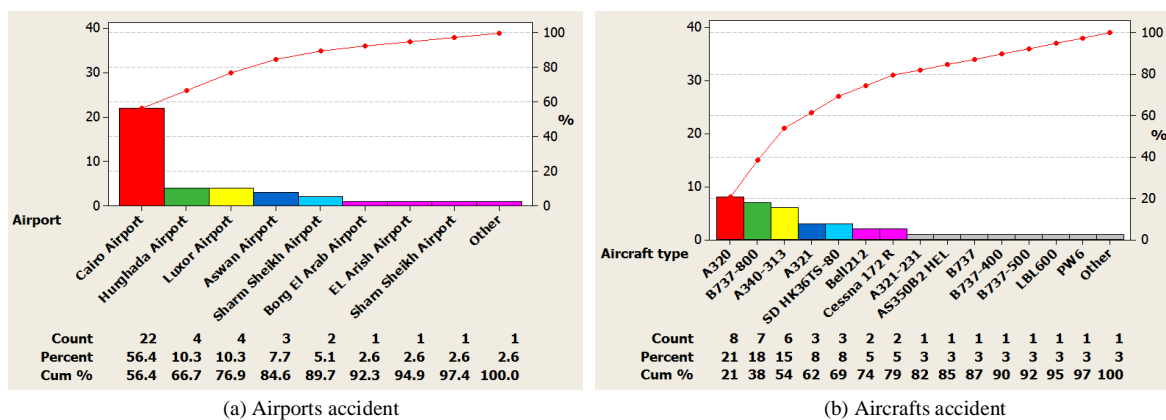 40
30
20
10
0
100
80
60
40
20
0
%
Airport
Cairo Airport
Hurghada Airport
Luxor Airport
Aswan Airport
Sharm Sheikh Airport
Borg El Arab Airport
EL Arish Airport
Sham Sheikh Airport
Other
Count 22 4 4 3 2 1 1 1 1
Percent 56.4 10.3 10.3 7.7 5.1 2.6 2.6 2.6 2.6
Cum % 56.4 66.7 76.9 84.6 89.7 92.3 94.9 97.4 100.0
(a) Airports accident
40
30
20
10
0
100
80
60
40
20
0
%
Aircraft type
A320
B737-800
A340-313
A321
SD HK36TS-80
Bell212
Cessna 172 R
A321-231
AS350B2 HEL
B737
B737-400
B737-500
LBL600
PW6
Other
Count 8 7 6 3 3 2 2 1 1 1 1 1 1 1 1
Percent 21 18 15 8 8 5 5 3 3 3 3 3 3 3 3
Cum % 21 38 54 62 69 74 79 82 85 87 90 92 95 97 100
(b) Aircrafts accident